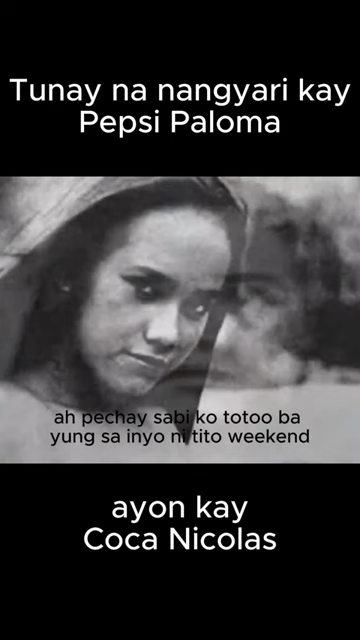 Tunay na nangyari kay
Pepsi Paloma
ah pechay sabi ko totoo ba
yung sa inyo ni tito weekend
ayon kay
Coca Nicolas